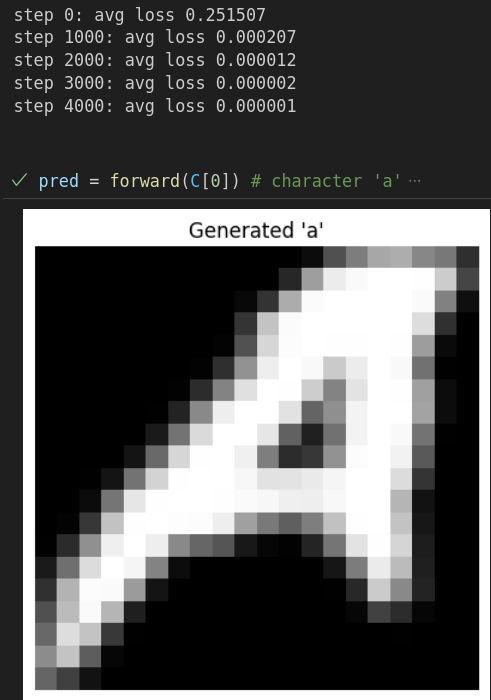 step 0: avg loss 0.251507
step 1000: avg loss 0.000207
step 2000: avg loss 0.000012
step 3000: avg loss 0.000002
step 4000: avg loss 0.000001
pred = forward(C[0]) # character 'a' ···
Generated 'a'
A